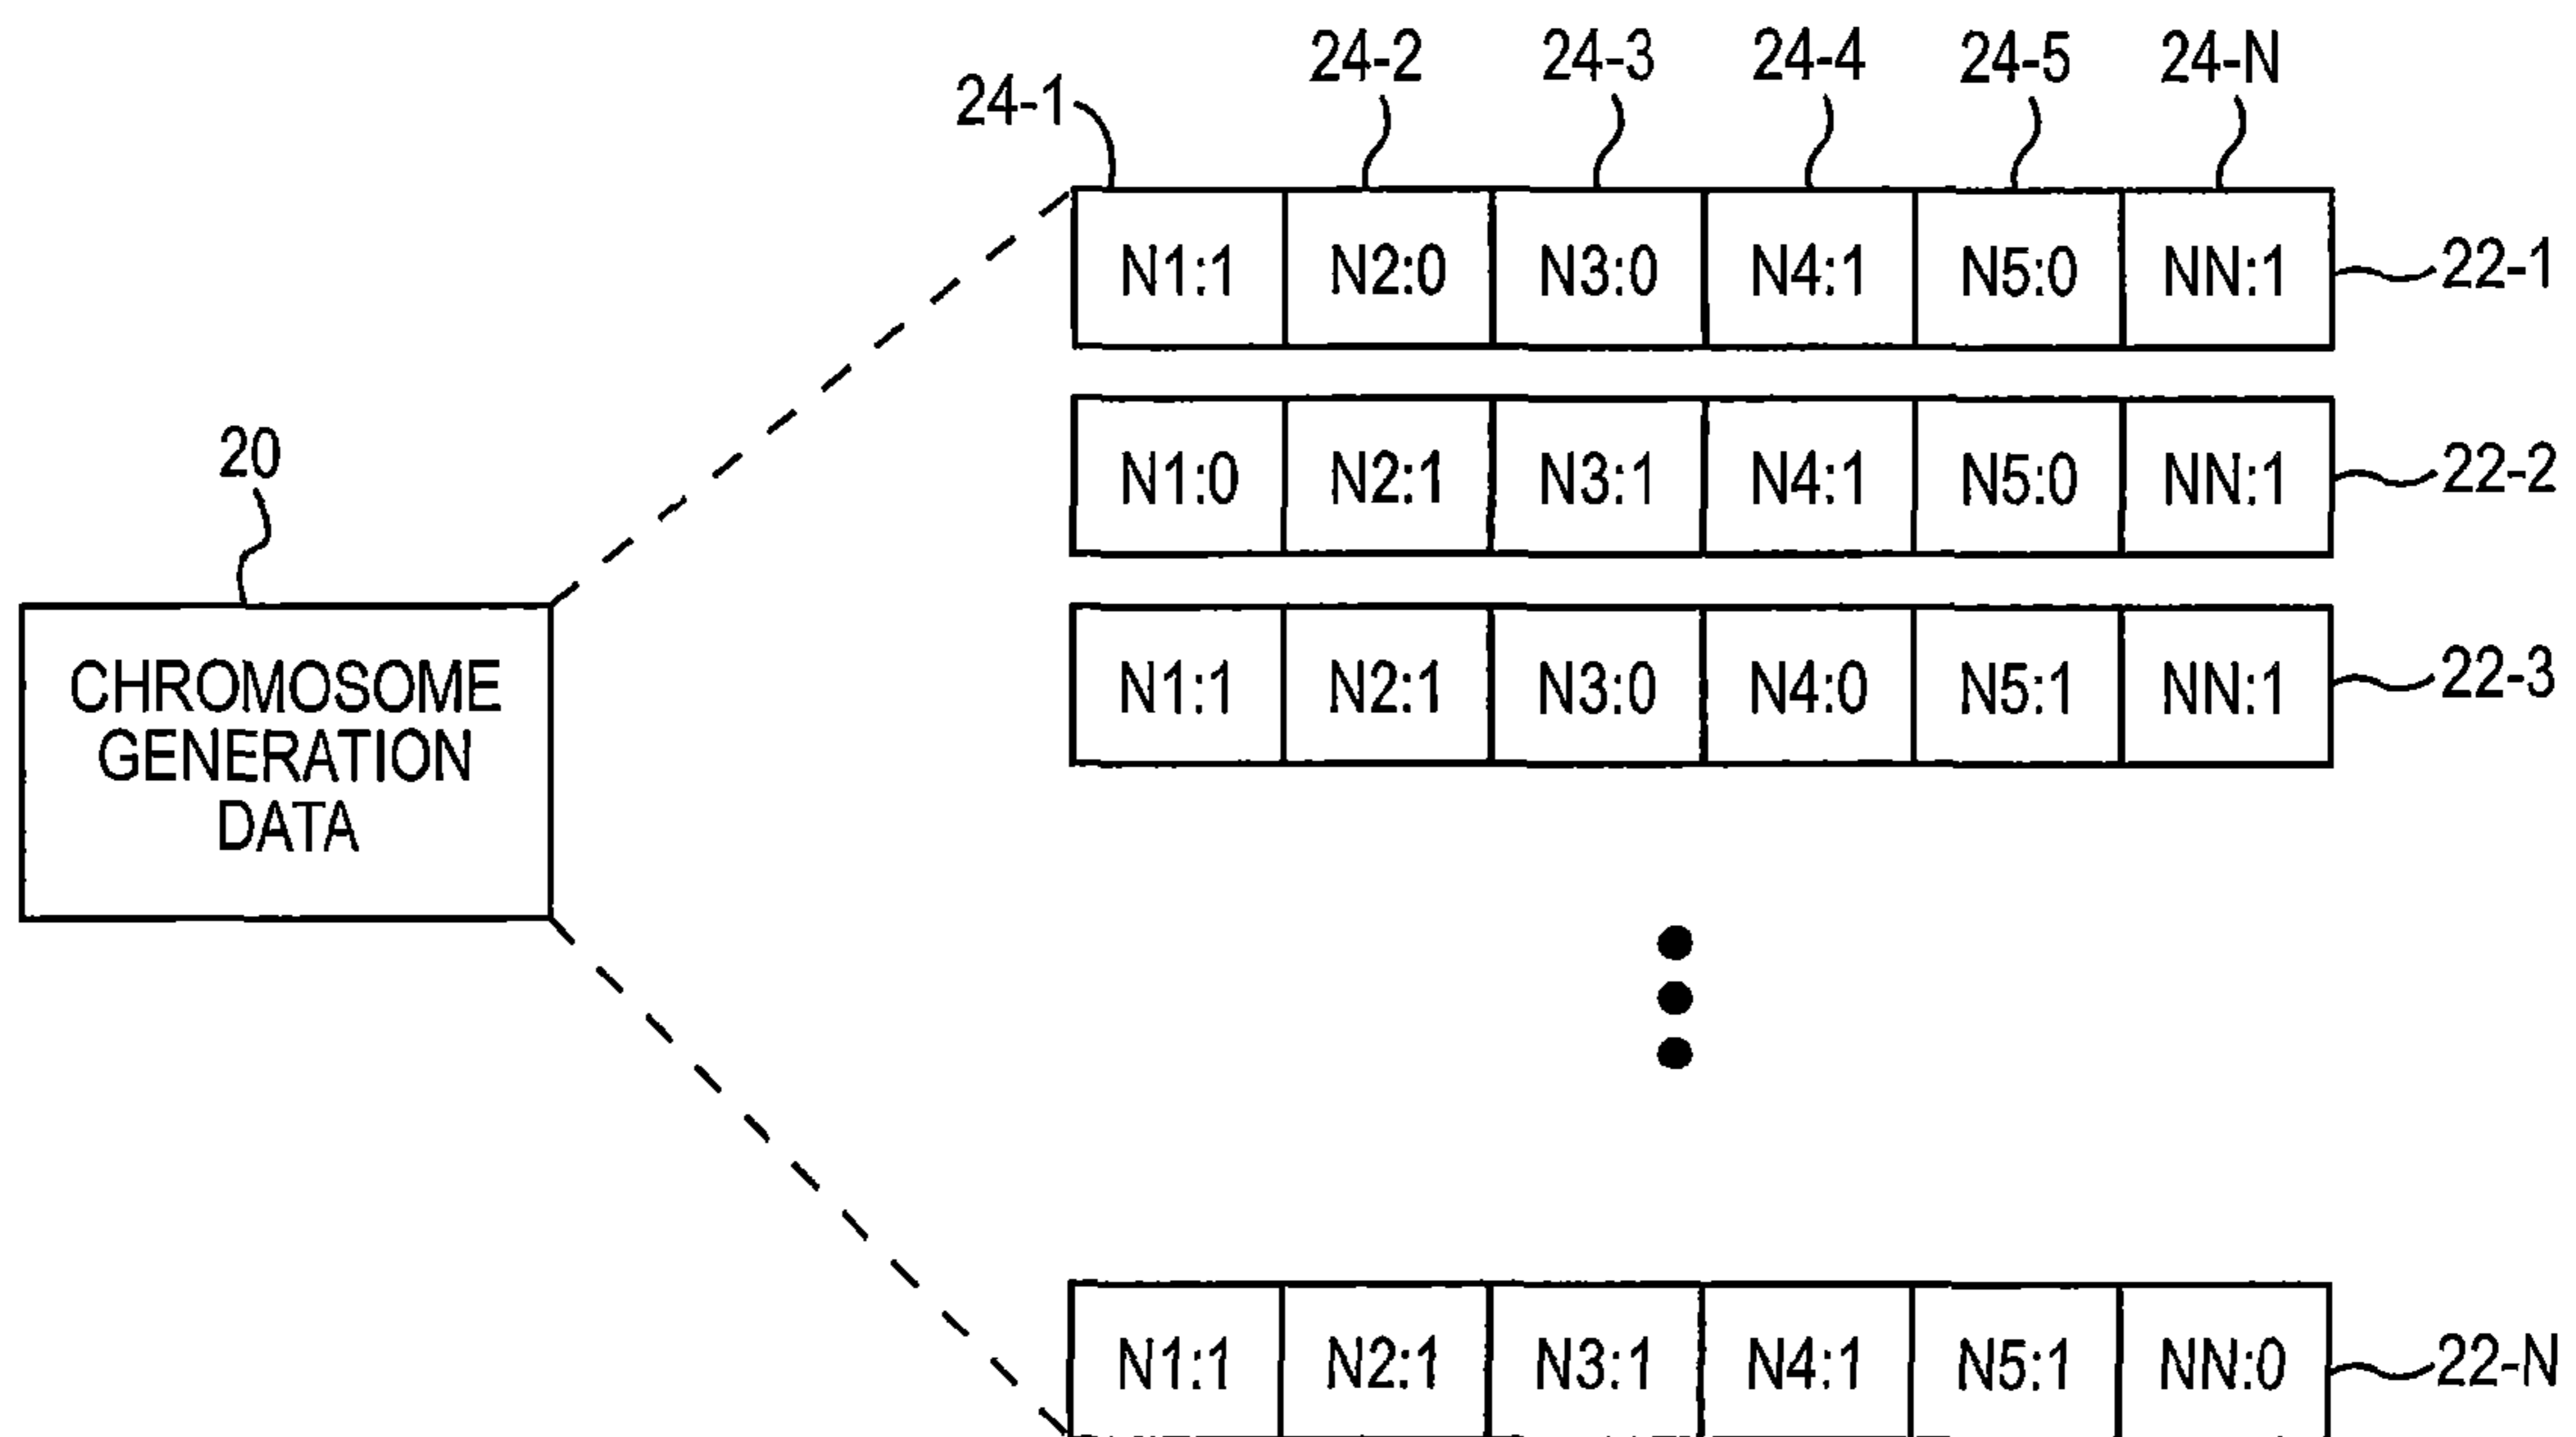 24-1 24-2 24-3 24-4 24-5 24-N
N1:1 N2:0 N3:0 N4:1 N5:0 NN:1 22-1
N1:0 N2:1 N3:1 N4:1 N5:0 NN:1 22-2
20
N1:1 N2:1 N3:0 N4:0 N5:1 NN:1 22-3
CHROMOSOME
GENERATION
DATA
N1:1 N2:1 N3:1 N4:1 N5:1 NN:0 22-N